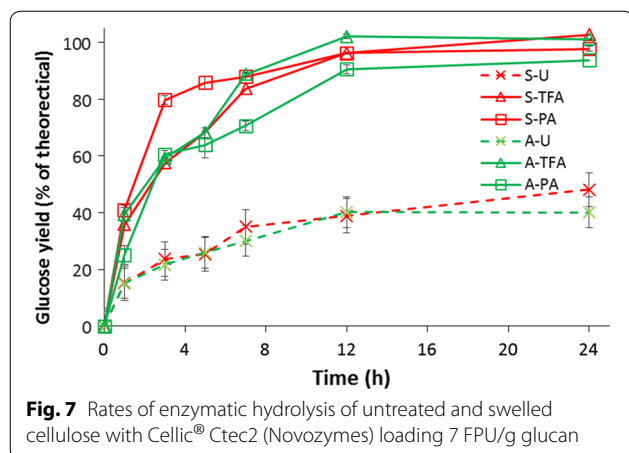 Glucose yield (% of theorectical)
100
80
60
40
20
0
S-U
S-TFA
S-PA
A-U
A-TFA
A-PA
0 4 8 12 16 20 24
Time (h)
Fig. 7 Rates of enzymatic hydrolysis of untreated and swelled
cellulose with Cellic® Ctec2 (Novozymes) loading 7 FPU/g glucan